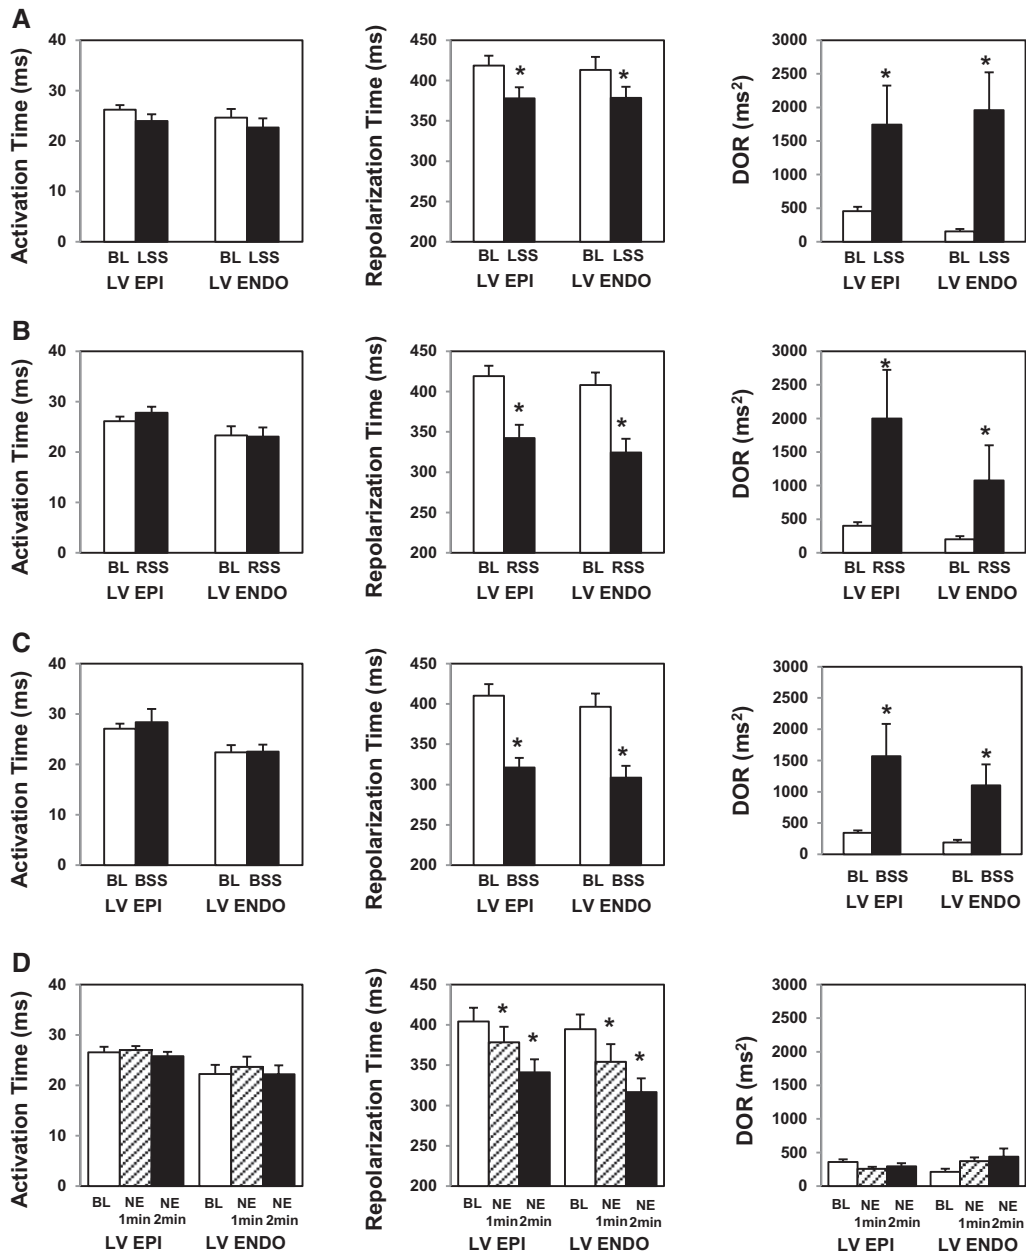 A
Activation Time (ms)
40
30
20
10
0
BL LSS BL LSS
LV EPI LV ENDO
Repolarization Time (ms)
450
400
350
300
250
200
BL LSS BL LSS
LV EPI LV ENDO
* *
DOR (ms²)
3000
2500
2000
1500
1000
500
0
BL LSS BL LSS
LV EPI LV ENDO
* *
B
Activation Time (ms)
40
30
20
10
0
BL RSS BL RSS
LV EPI LV ENDO
Repolarization Time (ms)
450
400
350
300
250
200
BL RSS BL RSS
LV EPI LV ENDO
* *
DOR (ms²)
3000
2500
2000
1500
1000
500
0
BL RSS BL RSS
LV EPI LV ENDO
* *
C
Activation Time (ms)
40
30
20
10
0
BL BSS BL BSS
LV EPI LV ENDO
Repolarization Time (ms)
450
400
350
300
250
200
BL BSS BL BSS
LV EPI LV ENDO
* *
DOR (ms²)
3000
2500
2000
1500
1000
500
0
BL BSS BL BSS
LV EPI LV ENDO
* *
D
Activation Time (ms)
40
30
20
10
0
BL NE NE BL NE NE
1min 2min 1min 2min
LV EPI LV ENDO
Repolarization Time (ms)
450
400
350
300
250
200
BL NE NE BL NE NE
1min 2min 1min 2min
LV EPI LV ENDO
* * * *
DOR (ms²)
3000
2500
2000
1500
1000
500
0
BL NE NE BL NE NE
1min 2min 1min 2min
LV EPI LV ENDO